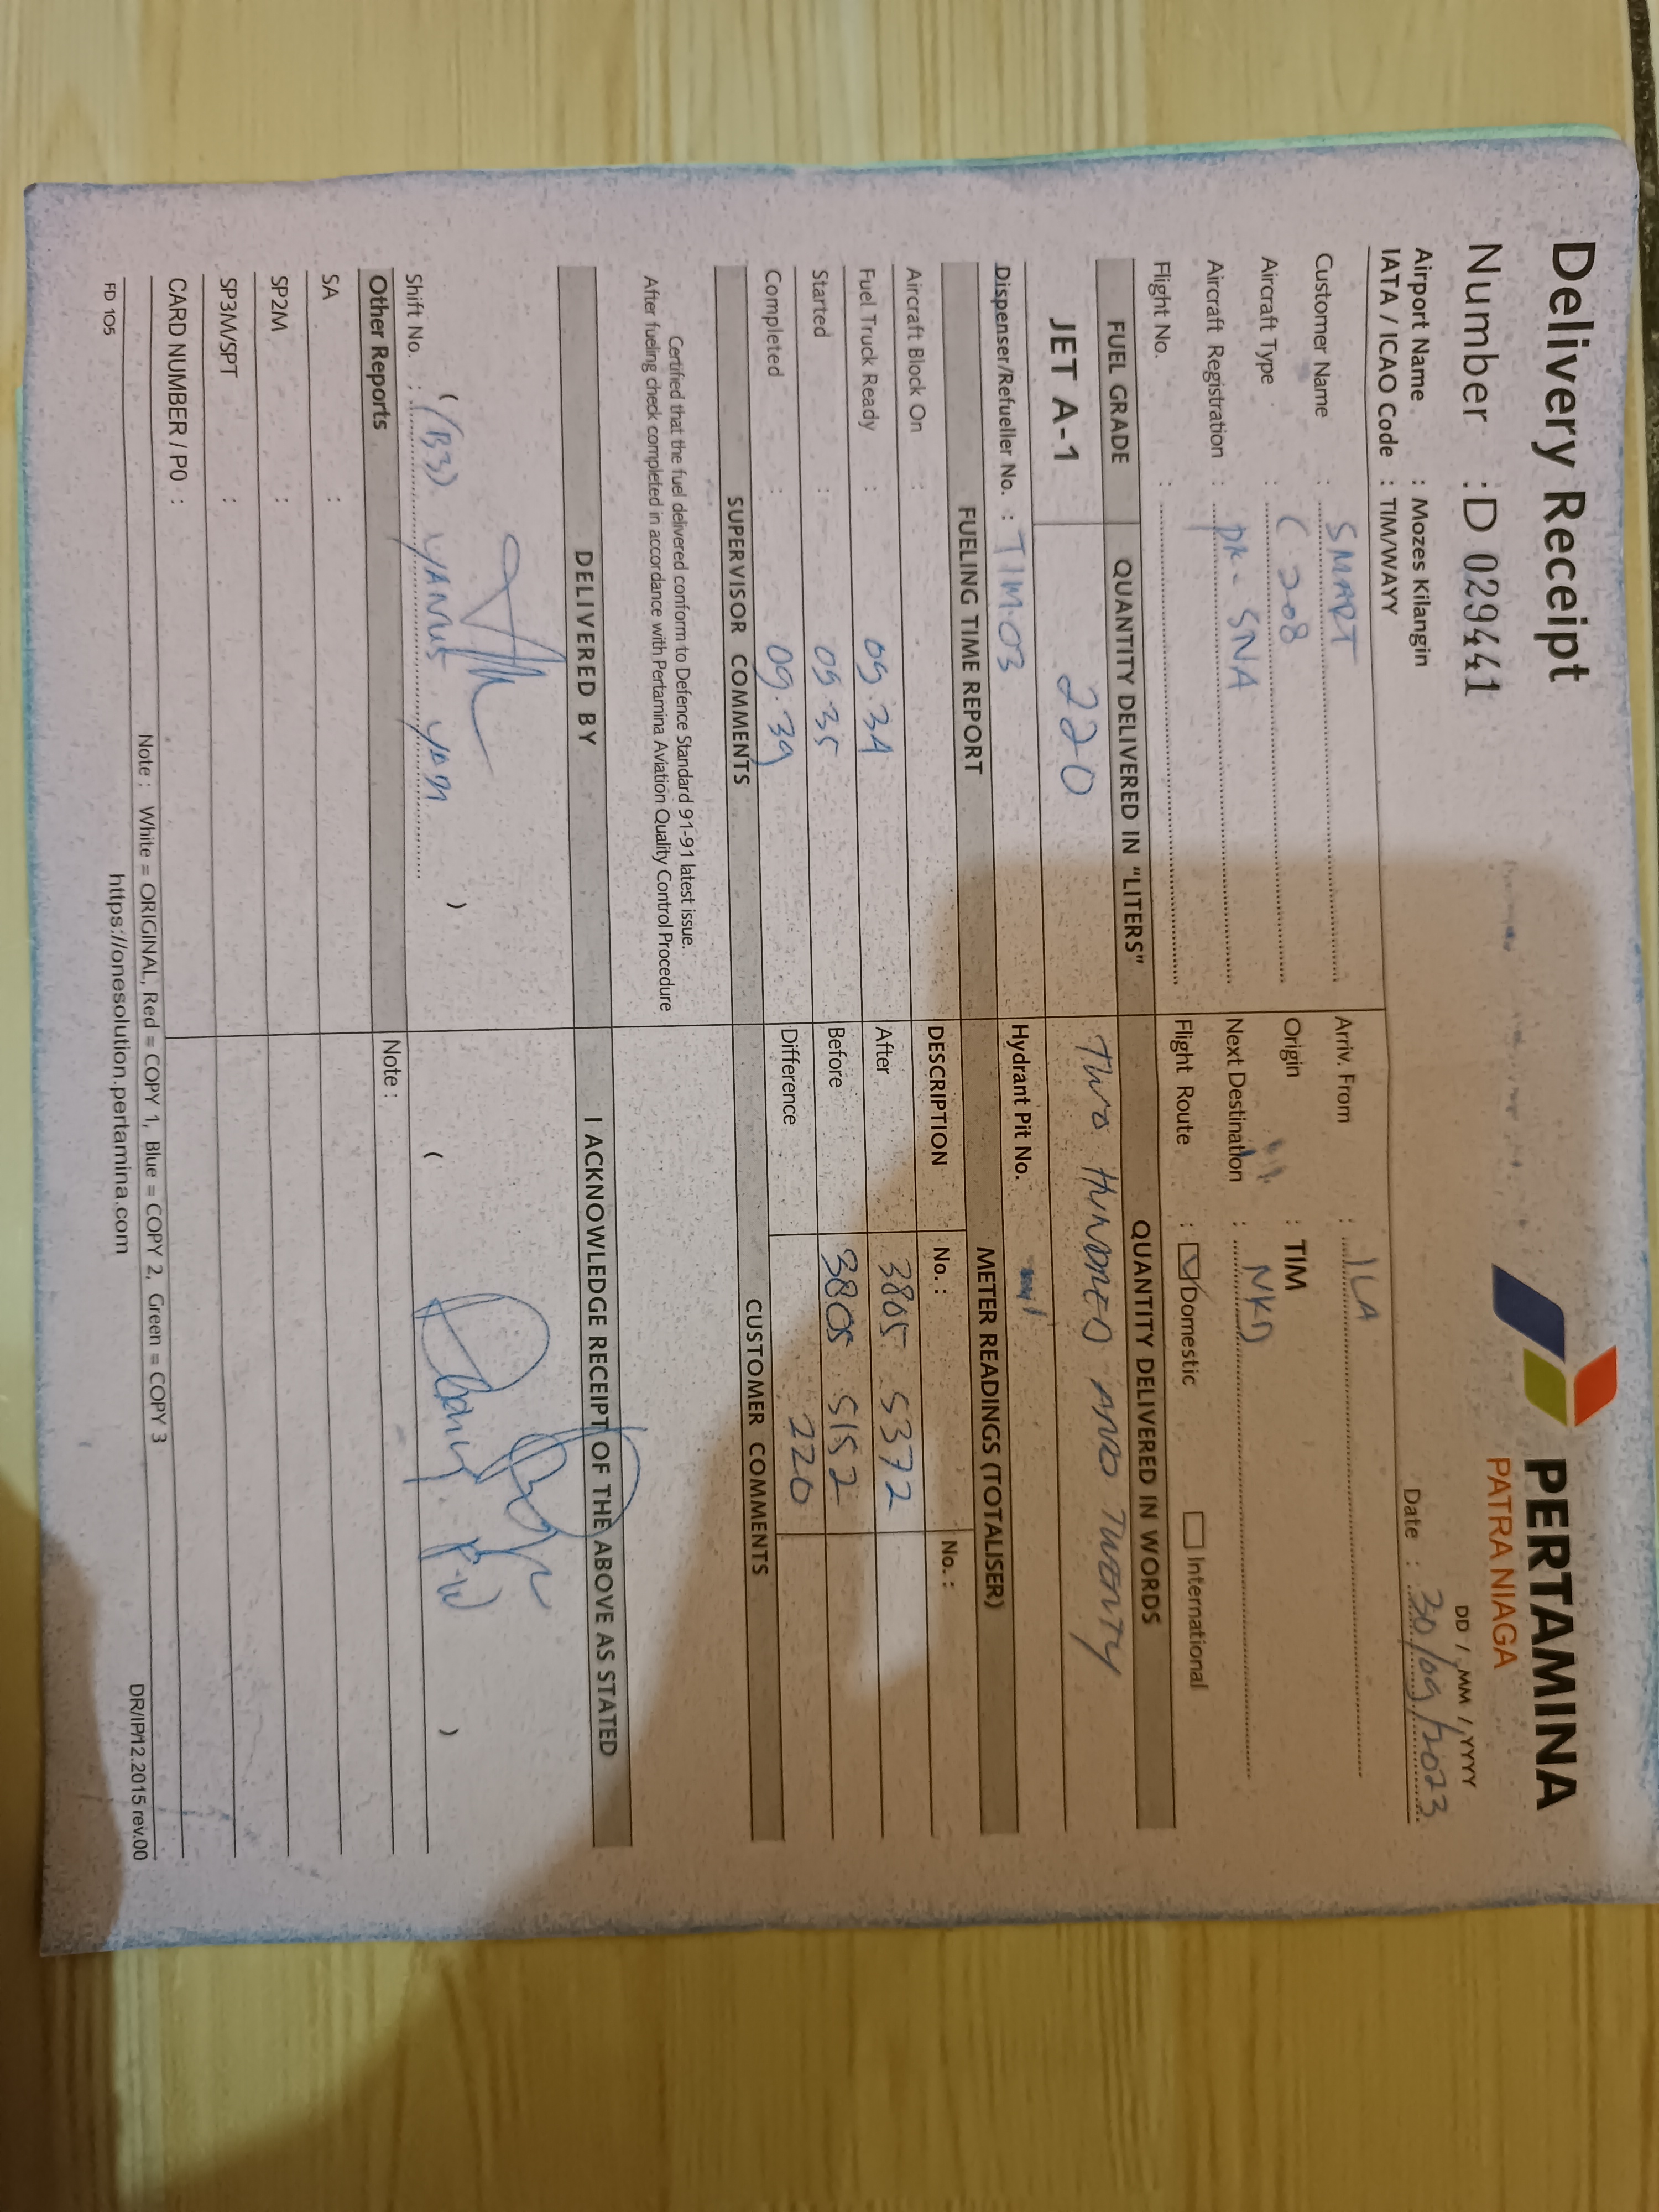 Delivery Receipt
PERTAMINA
PATRA NIAGA
Number : D 029441
DD / MM / YYYY
Airport Name : Mozes Kilangin
Date : 30/09/2023
IATA / ICAO Code : TIM/WAYY
Customer Name : SMART
Arriv. From : ILA
Aircraft Type : C 208
Origin : TIM
Aircraft Registration : PK - SNA
Next Destination : NKD
Flight No. :
Flight Route : Domestic International
FUEL GRADE QUANTITY DELIVERED IN "LITERS" QUANTITY DELIVERED IN WORDS
JET A-1 220 TWO HUNDRED AND TWENTY
Dispenser/Refueller No. : TIM.03 Hydrant Pit No.
FUELING TIME REPORT METER READINGS (TOTALISER)
Aircraft Block On : DESCRIPTION No. : No. :
Fuel Truck Ready : 09.34 After 3805 5372
Started : 09.35 Before 3805 5152
Completed : 09.39 Difference 220
SUPERVISOR COMMENTS CUSTOMER COMMENTS
Certified that the fuel delivered conform to Defence Standard 91-91 latest issue.
After fueling check completed in accordance with Pertamina Aviation Quality Control Procedure
DELIVERED BY I ACKNOWLEDGE RECEIPT OF THE ABOVE AS STATED
( (B3) YANUS )
( )
Shift No. :
Other Reports Note :
SA :
SP2M :
SP3M/SPT :
CARD NUMBER / PO :
Note : White = ORIGINAL, Red = COPY 1, Blue = COPY 2, Green = COPY 3
FD 105 https://onesolution.pertamina.com DR/IP/12.2015 rev.00